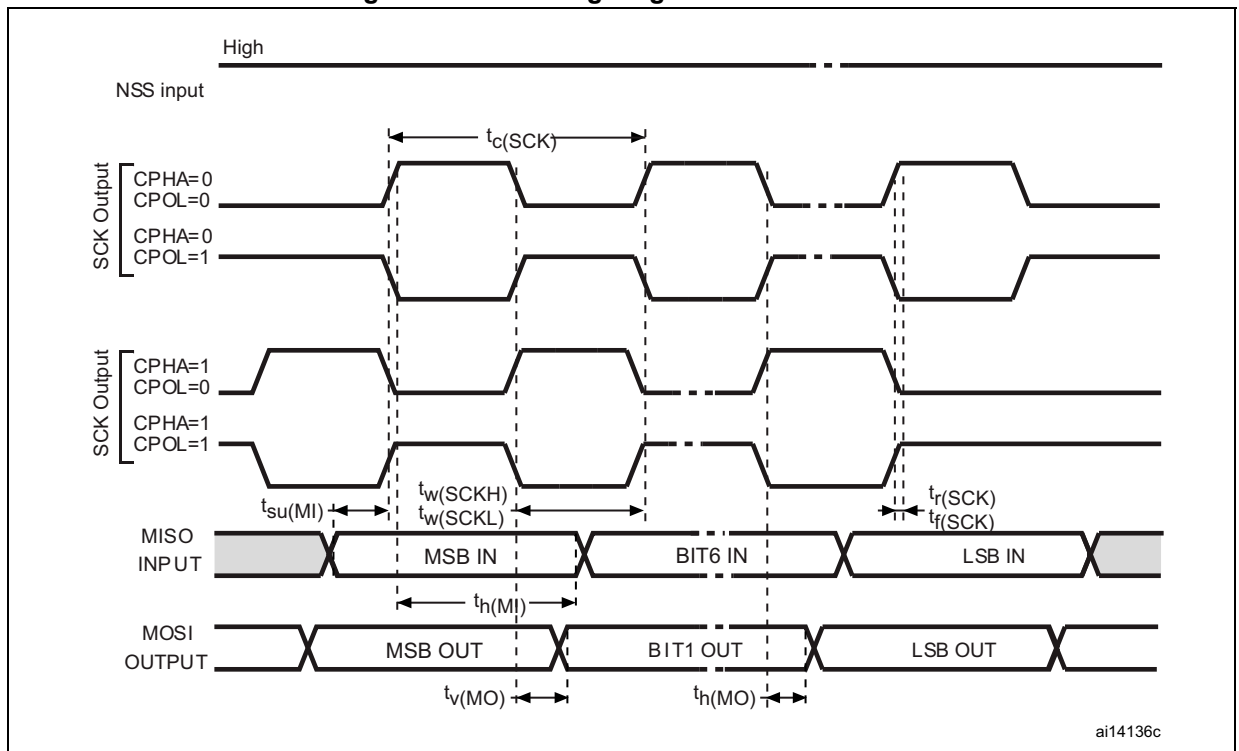 High
NSS input
tc(SCK)
SCK Output
CPHA=0
CPOL=0
CPHA=0
CPOL=1
SCK Output
CPHA=1
CPOL=0
CPHA=1
CPOL=1
tsu(MI)
tw(SCKH)
tw(SCKL)
tr(SCK)
tf(SCK)
MISO
INPUT
MSB IN
BIT6 IN
LSB IN
th(MI)
MOSI
OUTPUT
MSB OUT
BIT1 OUT
LSB OUT
tv(MO)
th(MO)
ai14136c